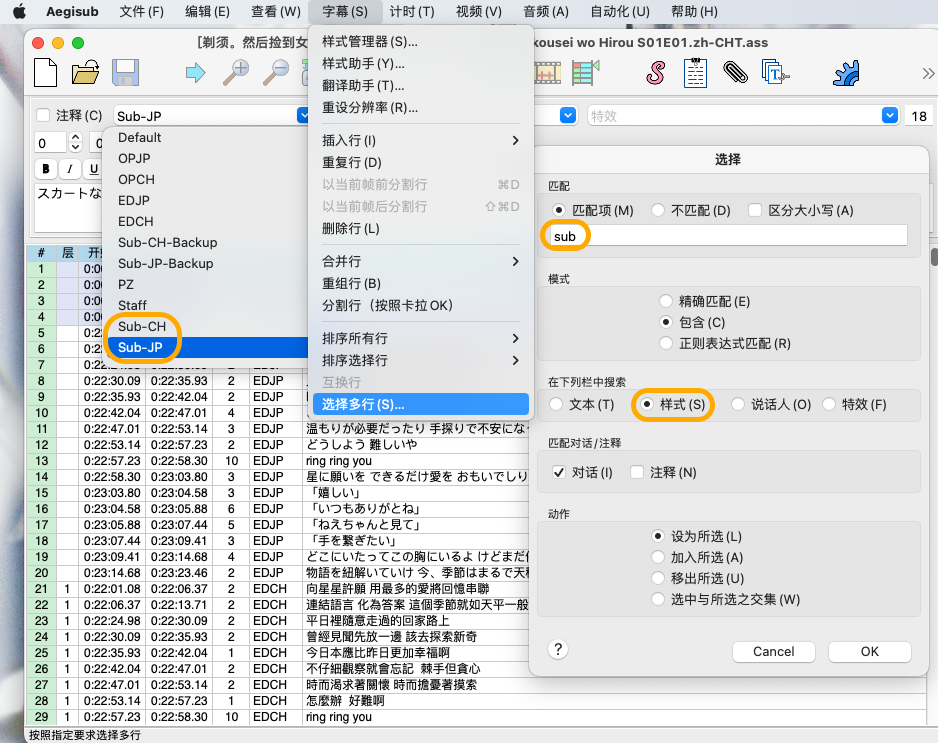 Aegisub 文件 (F) 编辑 (E) 查看 (W) 字幕 (S) 计时 (T) 视频 (V) 音频 (A) 自动化 (U) 帮助 (H)
[剃须。然后捡到女
kousei wo Hirou S01E01.zh-CHT.ass
注释 (C) Sub-JP
特效
18
0
B I U
スカートな
Default
OPJP
OPCH
EDJP
EDCH
Sub-CH-Backup
Sub-JP-Backup
PZ
Staff
Sub-CH
Sub-JP
样式管理器 (S)...
样式助手 (Y)...
翻译助手 (T)...
重设分辨率 (R)...
插入行 (I)
重复行 (D)
以当前帧前分割行 ⌘D
以当前帧后分割行 ⇧⌘D
删除行 (L)
合并行
重组行 (B)
分割行（按照卡拉 OK）
排序所有行
排序选择行
互换行
选择多行 (S)...
选择
匹配
匹配项 (M) 不匹配 (D) 区分大小写 (A)
sub
模式
精确匹配 (E)
包含 (C)
正则表达式匹配 (R)
在下列栏中搜索
文本 (T) 样式 (S) 说话人 (O) 特效 (F)
匹配对话/注释
对话 (I) 注释 (N)
动作
设为所选 (L)
加入所选 (A)
移出所选 (U)
选中与所选之交集 (W)
? Cancel OK
# 层 开始
1 0:0
2 0:0
3 0:0
4 0:0
5 0:22
6 0:22
7
8 0:22:30.09 0:22:35.93 2 EDJP
9 0:22:35.93 0:22:42.04 2 EDJP
10 0:22:42.04 0:22:47.01 4 EDJP
11 0:22:47.01 0:22:53.14 3 EDJP 温もりが必要だったり 手探りで不安にな
12 0:22:53.14 0:22:57.23 2 EDJP どうしよう 難しいや
13 0:22:57.23 0:22:58.30 10 EDJP ring ring you
14 0:22:58.30 0:23:03.80 3 EDJP 星に願いを できるだけ愛を おもいでしり
15 0:23:03.80 0:23:04.58 3 EDJP 「嬉しい」
16 0:23:04.58 0:23:05.88 6 EDJP 「いつもありがとね」
17 0:23:05.88 0:23:07.44 5 EDJP 「ねえちゃんと見て」
18 0:23:07.44 0:23:09.41 3 EDJP 「手を繋ぎたい」
19 0:23:09.41 0:23:14.68 4 EDJP どこにいたってこの胸にいるよ けどまだ
20 0:23:14.68 0:23:23.46 2 EDJP 物語を紐解いていけ 今、季節はまるで天
21 1 0:22:01.08 0:22:06.37 2 EDCH 向星星許願 用最多的愛將回憶串聯
22 1 0:22:06.37 0:22:13.71 2 EDCH 連結語言 化為答案 這個季節就如天平一般
23 1 0:22:24.98 0:22:30.09 2 EDCH 平日裡隨意走過的回家路上
24 1 0:22:30.09 0:22:35.93 2 EDCH 曾經見聞先放一邊 該去探索新奇
25 1 0:22:35.93 0:22:42.04 1 EDCH 今日本應比昨日更加幸福啊
26 1 0:22:42.04 0:22:47.01 2 EDCH 不仔細觀察就會忘記 棘手但貪心
27 1 0:22:47.01 0:22:53.14 2 EDCH 時而渴求著關懷 時而擔憂著摸索
28 1 0:22:53.14 0:22:57.23 1 EDCH 怎麼辦 好難啊
29 1 0:22:57.23 0:22:58.30 10 EDCH ring ring you
按照指定要求选择多行